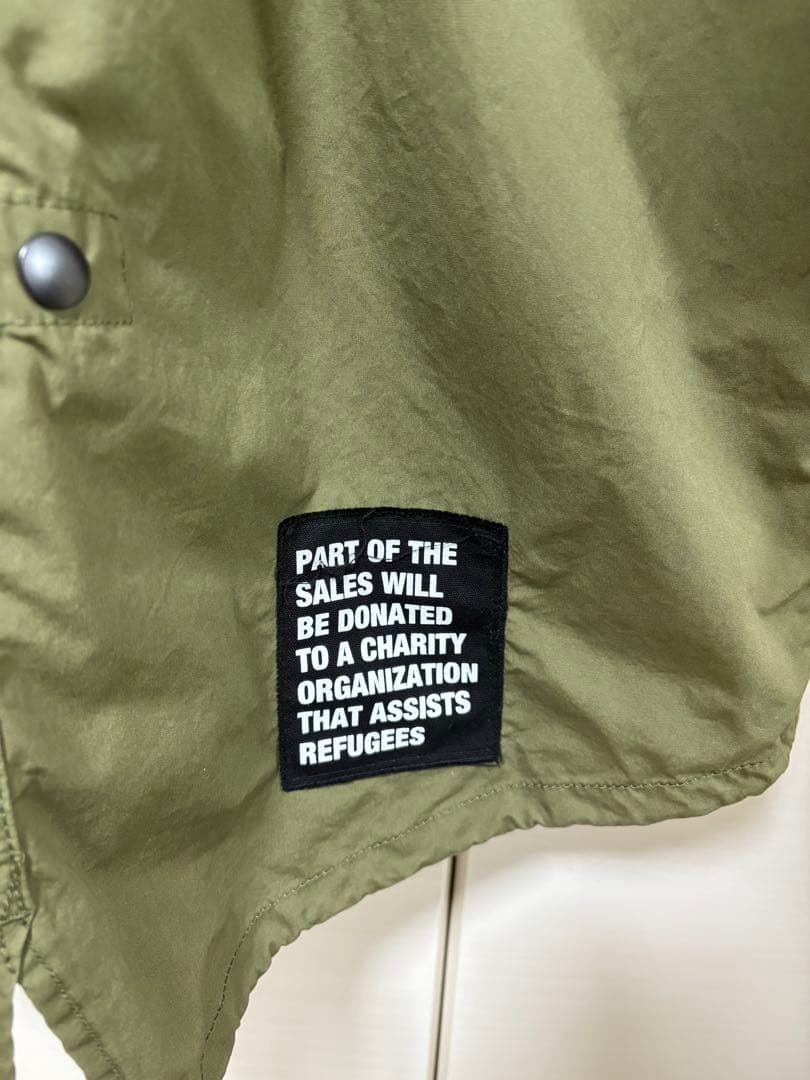 PART OF THE
SALES WILL
BE DONATED
TO A CHARITY
ORGANIZATION
THAT ASSISTS
REFUGEES